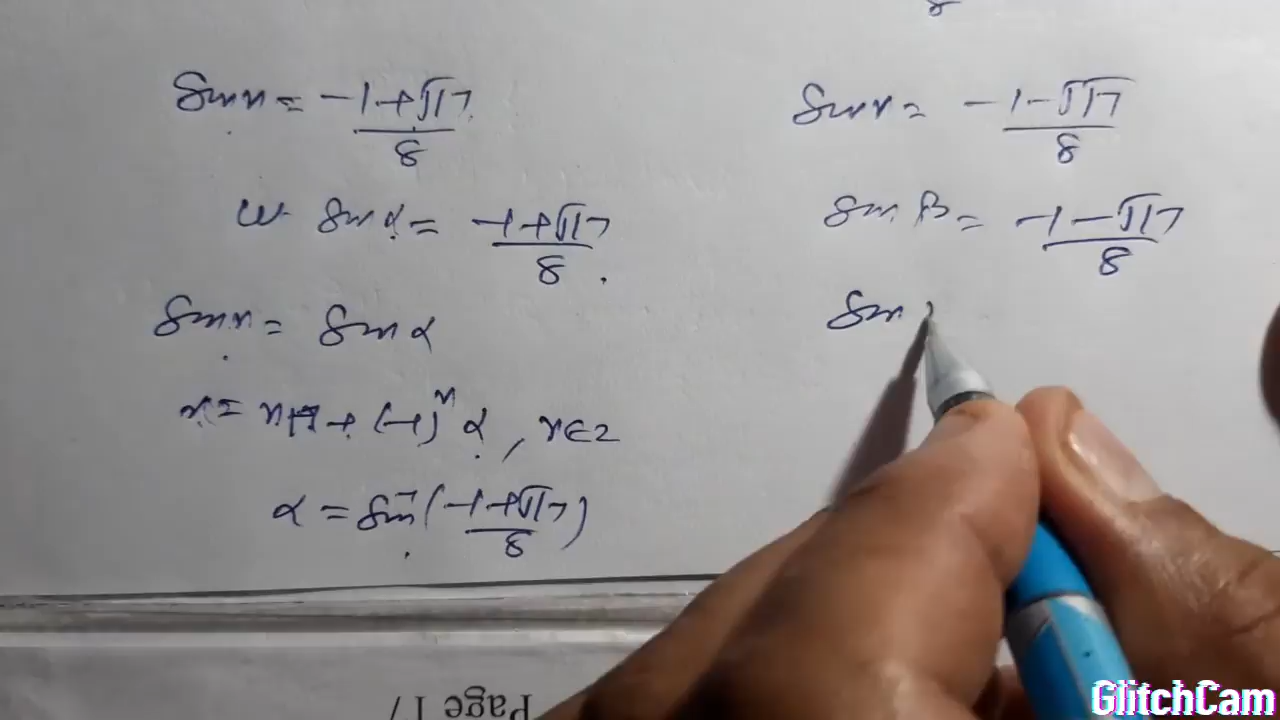 Sin x = (-1+√17)/8
let Sin α = (-1+√17)/8.
Sin x = Sin α
x = nπ + (-1)^n α, n∈Z
α = Sin⁻¹((-1+√17)/8)
Sin x = (-1-√17)/8
Sin β = (-1-√17)/8
Sin
Page 17
GlitchCam